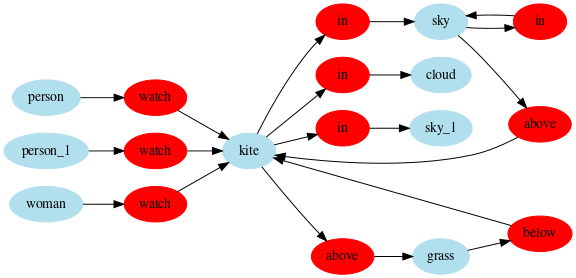 in
sky
in
in
cloud
person
watch
above
in
sky_1
person_1
watch
kite
woman
watch
below
above
grass